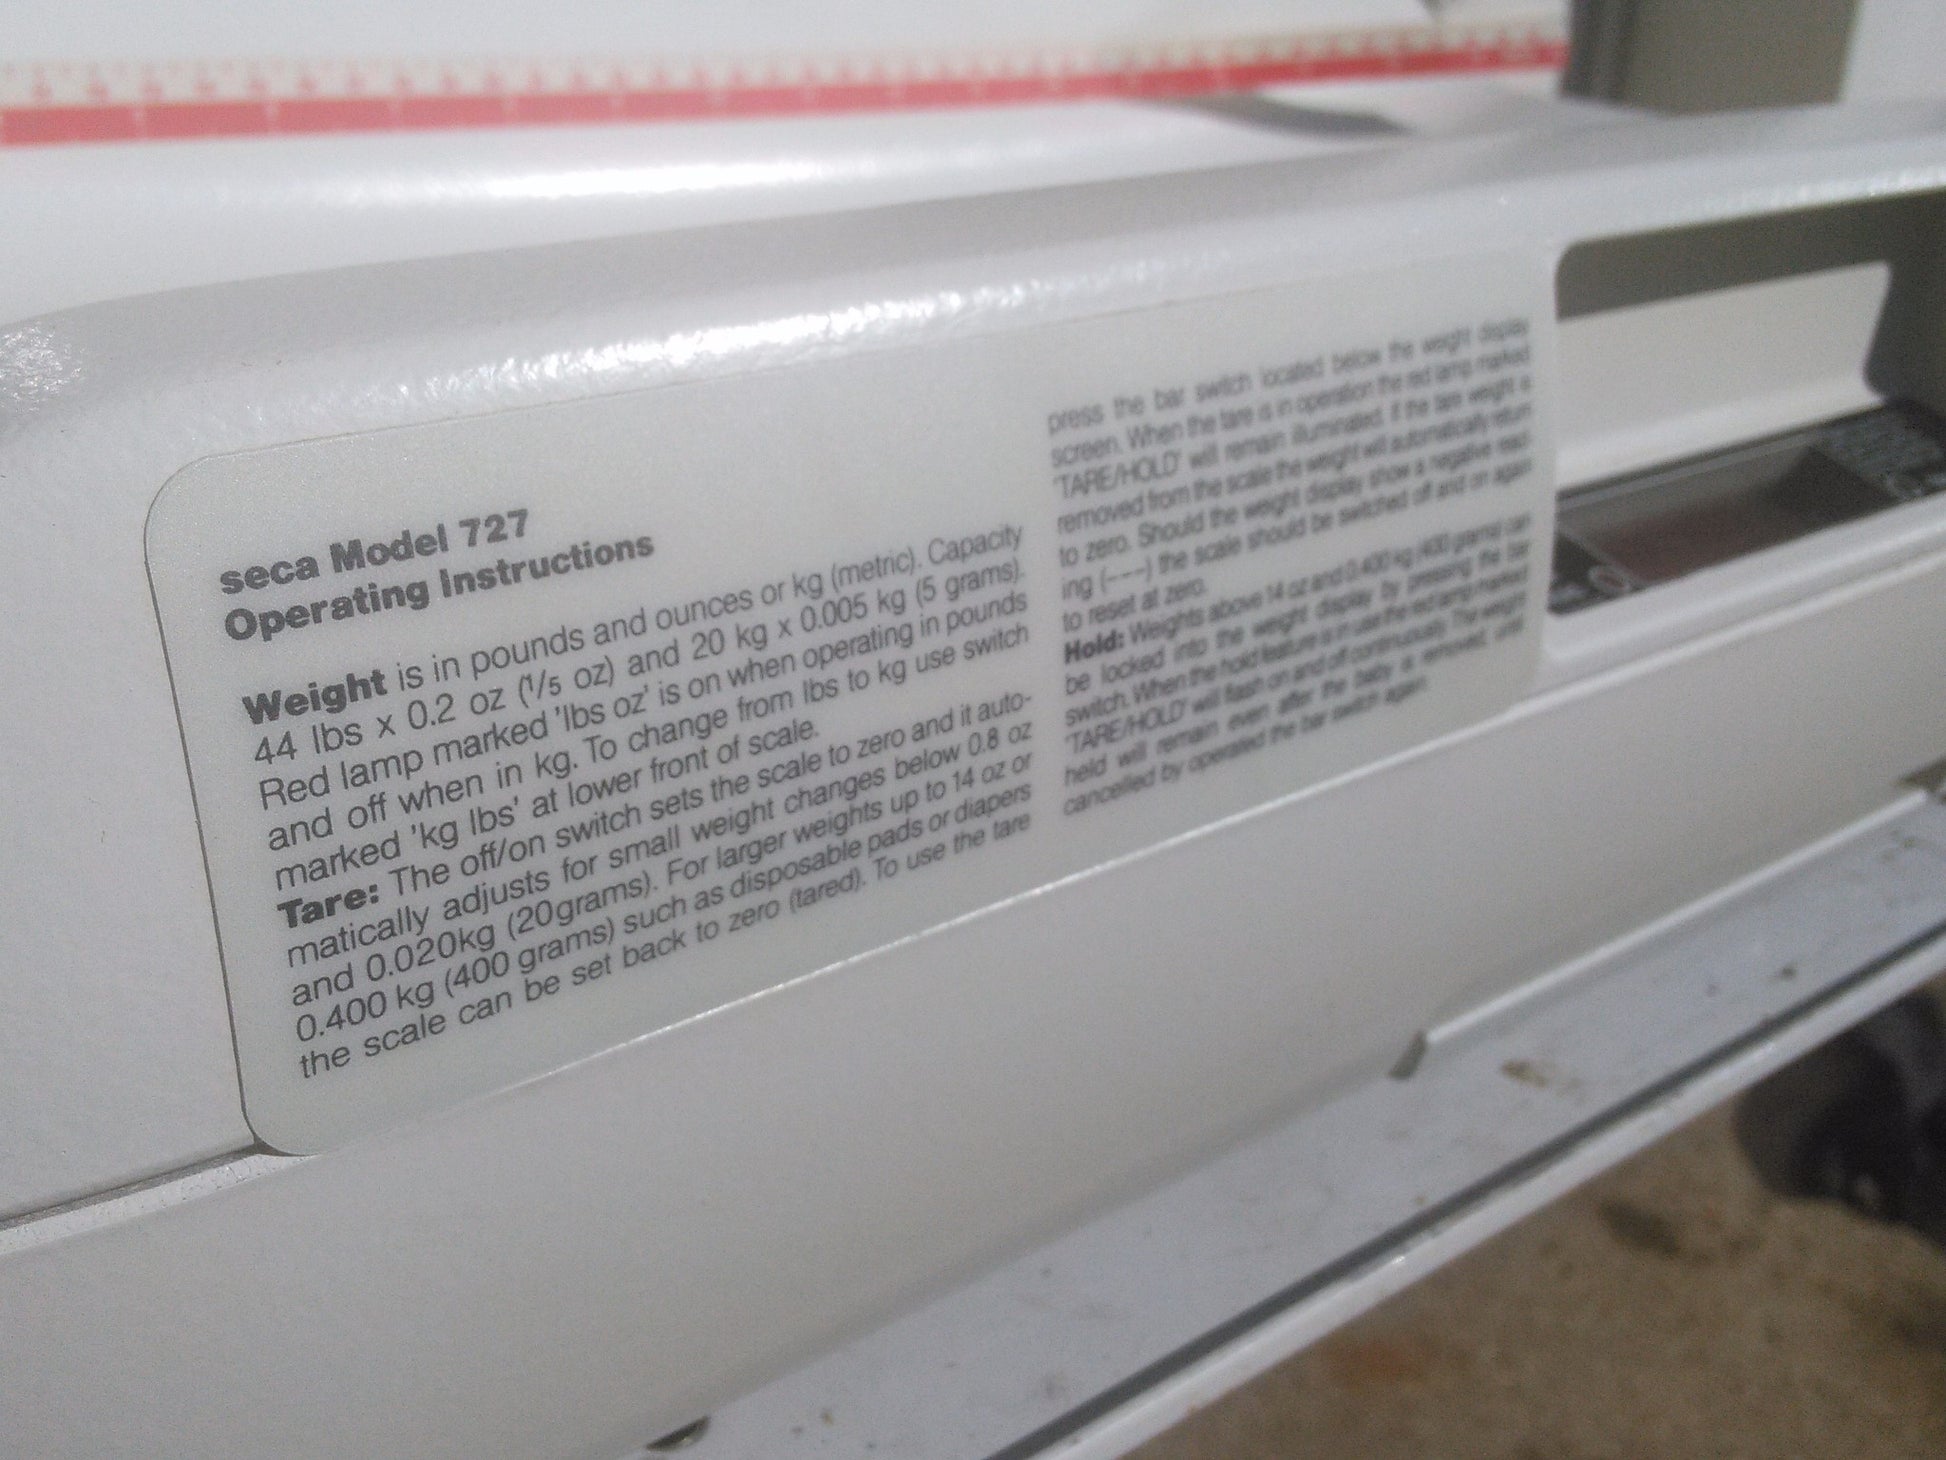 seca Model 727
Operating Instructions
Weight is in pounds and ounces or kg (metric). Capacity
44 lbs x 0.2 oz (1/5 oz) and 20 kg x 0.005 kg (5 grams).
Red lamp marked 'lbs oz' is on when operating in pounds
and off when in kg. To change from lbs to kg use switch
marked 'kg lbs' at lower front of scale.
Tare: The off/on switch sets the scale to zero and it auto-
matically adjusts for small weight changes below 0.8 oz
and 0.020kg (20grams). For larger weights up to 14 oz or
0.400 kg (400 grams) such as disposable pads or diapers
the scale can be set back to zero (tared). To use the tare
press the bar switch located below the weight display
screen. When the tare is in operation the red lamp marked
'TARE/HOLD' will remain illuminated. If the tare weight is
removed from the scale the weight will automatically return
to zero. Should the weight display show a negative read-
ing (---) the scale should be switched off and on again
to reset at zero.
Hold: Weights above 14 oz and 0.400 kg (400 grams) can
be locked into the weight display by pressing the bar
switch. When the hold feature is in use the red lamp marked
'TARE/HOLD' will flash on and off continuously. The weight
held will remain even after the baby is removed, until
cancelled by operated the bar switch again.